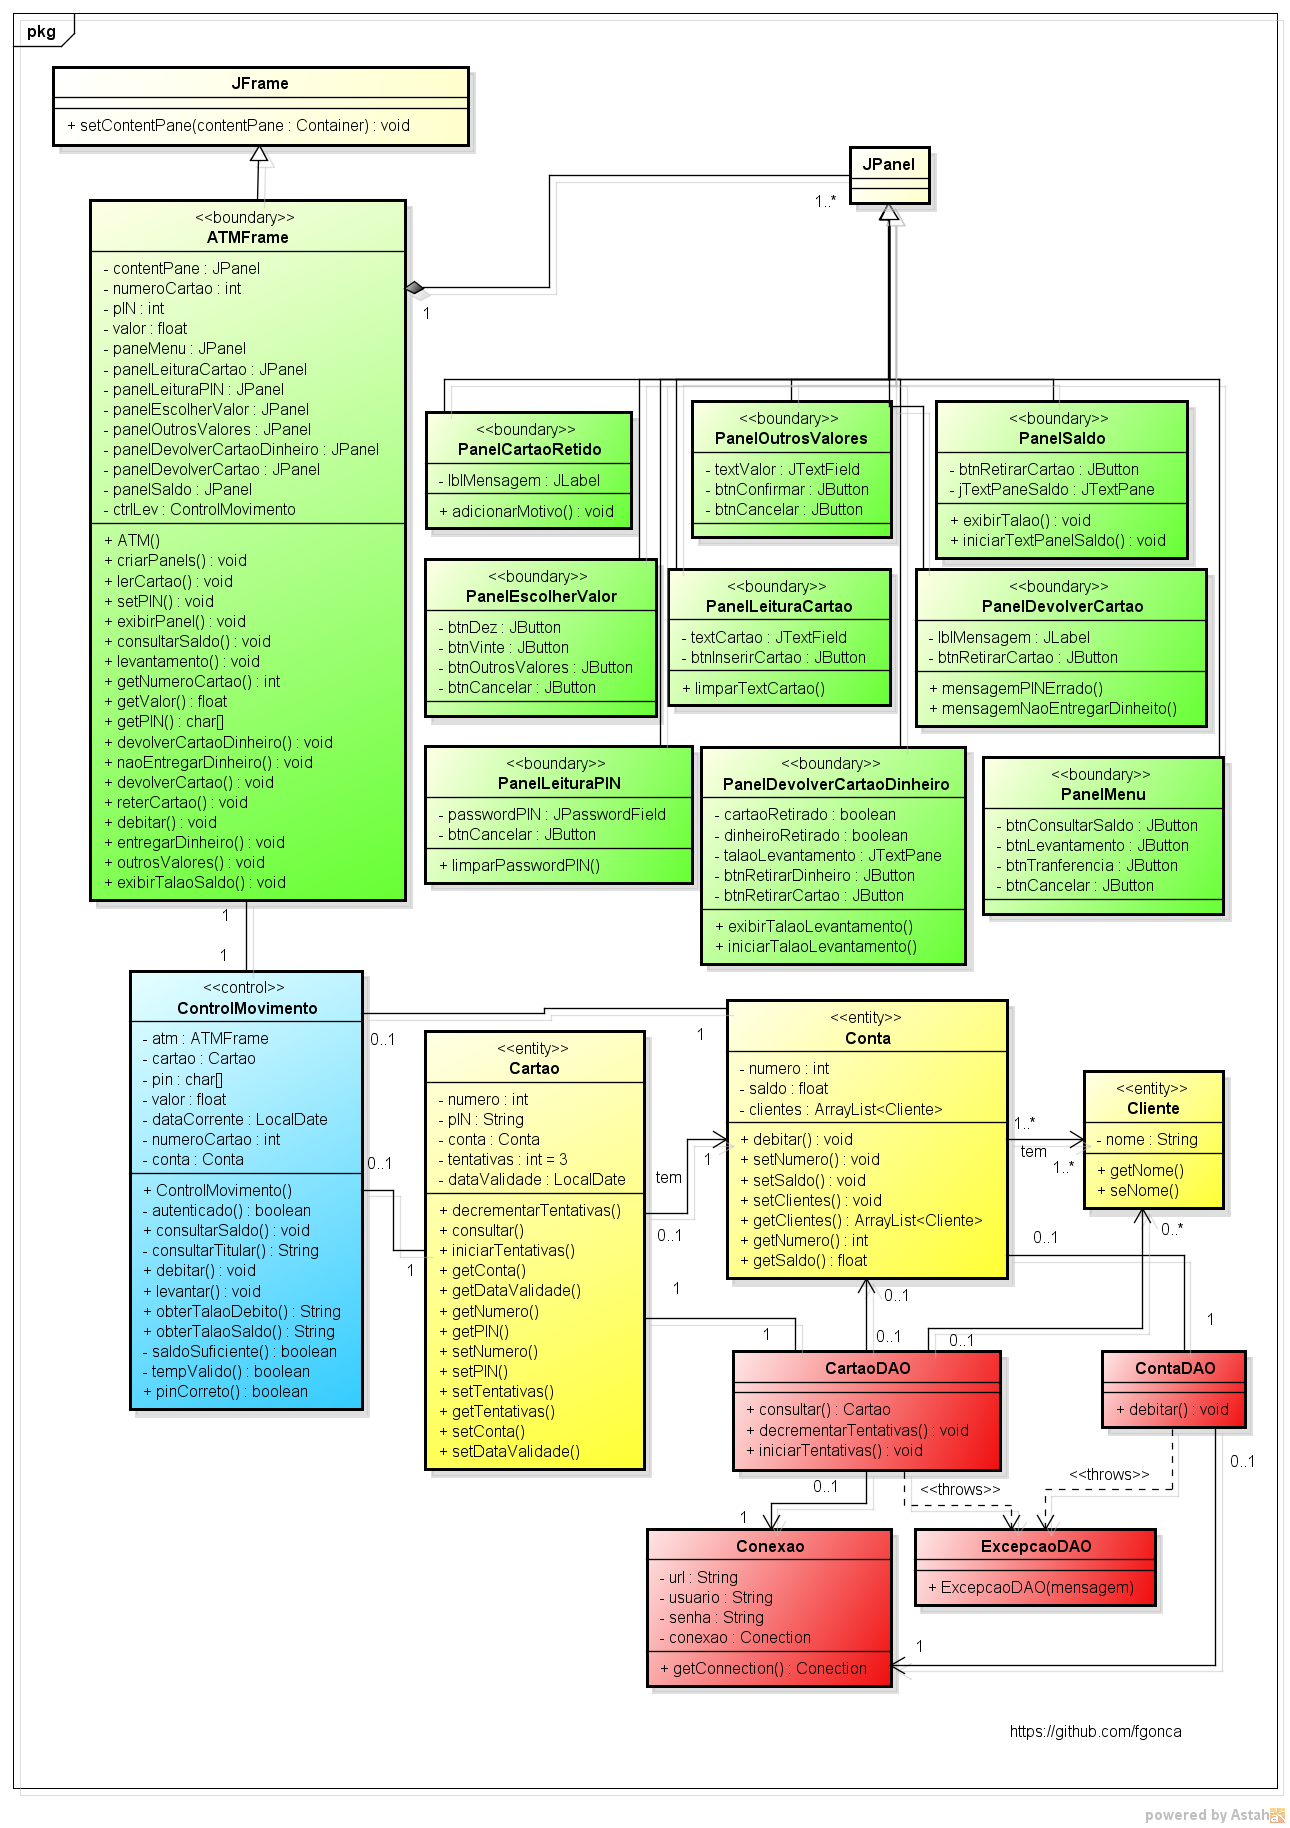 pkg
JFrame
+ setContentPane(contentPane : Container) : void
JPanel
1..*
1
<<boundary>>
ATMFrame
- contentPane : JPanel
- numeroCartao : int
- pIN : int
- valor : float
- paneMenu : JPanel
- panelLeituraCartao : JPanel
- panelLeituraPIN : JPanel
- panelEscolherValor : JPanel
- panelOutrosValores : JPanel
- panelDevolverCartaoDinheiro : JPanel
- panelDevolverCartao : JPanel
- panelSaldo : JPanel
- ctrlLev : ControlMovimento
+ ATM()
+ criarPanels() : void
+ lerCartao() : void
+ setPIN() : void
+ exibirPanel() : void
+ consultarSaldo() : void
+ levantamento() : void
+ getNumeroCartao() : int
+ getValor() : float
+ getPIN() : char[]
+ devolverCartaoDinheiro() : void
+ naoEntregarDinheiro() : void
+ devolverCartao() : void
+ reterCartao() : void
+ debitar() : void
+ entregarDinheiro() : void
+ outrosValores() : void
+ exibirTalaoSaldo() : void
<<boundary>>
PanelCartaoRetido
- lblMensagem : JLabel
+ adicionarMotivo() : void
<<boundary>>
PanelOutrosValores
- textValor : JTextField
- btnConfirmar : JButton
- btnCancelar : JButton
<<boundary>>
PanelSaldo
- btnRetirarCartao : JButton
- jTextPaneSaldo : JTextPane
+ exibirTalao() : void
+ iniciarTextPanelSaldo() : void
<<boundary>>
PanelEscolherValor
- btnDez : JButton
- btnVinte : JButton
- btnOutrosValores : JButton
- btnCancelar : JButton
<<boundary>>
PanelLeituraCartao
- textCartao : JTextField
- btnInserirCartao : JButton
+ limparTextCartao()
<<boundary>>
PanelDevolverCartao
- lblMensagem : JLabel
- btnRetirarCartao : JButton
+ mensagemPINErrado()
+ mensagemNaoEntregarDinheito()
<<boundary>>
PanelLeituraPIN
- passwordPIN : JPasswordField
- btnCancelar : JButton
+ limparPasswordPIN()
<<boundary>>
PanelDevolverCartaoDinheiro
- cartaoRetirado : boolean
- dinheiroRetirado : boolean
- talaoLevantamento : JTextPane
- btnRetirarDinheiro : JButton
- btnRetirarCartao : JButton
+ exibirTalaoLevantamento()
+ iniciarTalaoLevantamento()
<<boundary>>
PanelMenu
- btnConsultarSaldo : JButton
- btnLevantamento : JButton
- btnTranferencia : JButton
- btnCancelar : JButton
1
1
<<control>>
ControlMovimento
- atm : ATMFrame
- cartao : Cartao
- pin : char[]
- valor : float
- dataCorrente : LocalDate
- numeroCartao : int
- conta : Conta
+ ControlMovimento()
- autenticado() : boolean
+ consultarSaldo() : void
- consultarTitular() : String
+ debitar() : void
+ levantar() : void
+ obterTalaoDebito() : String
+ obterTalaoSaldo() : String
- saldoSuficiente() : boolean
- tempValido() : boolean
+ pinCorreto() : boolean
0..1
1
0..1
1
<<entity>>
Cartao
- numero : int
- pIN : String
- conta : Conta
- tentativas : int = 3
- dataValidade : LocalDate
+ decrementarTentativas()
+ consultar()
+ iniciarTentativas()
+ getConta()
+ getDataValidade()
+ getNumero()
+ getPIN()
+ setNumero()
+ setPIN()
+ setTentativas()
+ getTentativas()
+ setConta()
+ setDataValidade()
tem
1
0..1
<<entity>>
Conta
- numero : int
- saldo : float
- clientes : ArrayList<Cliente>
+ debitar() : void
+ setNumero() : void
+ setSaldo() : void
+ setClientes() : void
+ getClientes() : ArrayList<Cliente>
+ getNumero() : int
+ getSaldo() : float
1..*
tem
1..*
<<entity>>
Cliente
- nome : String
+ getNome()
+ seNome()
0..*
0..1
1
1
1
0..1
0..1
0..1
CartaoDAO
+ consultar() : Cartao
+ decrementarTentativas() : void
+ iniciarTentativas() : void
ContaDAO
+ debitar() : void
0..1
<<throws>>
<<throws>>
0..1
1
Conexao
- url : String
- usuario : String
- senha : String
- conexao : Conection
+ getConnection() : Conection
ExcepcaoDAO
+ ExcepcaoDAO(mensagem)
1
https://github.com/fgonca
powered by Astah